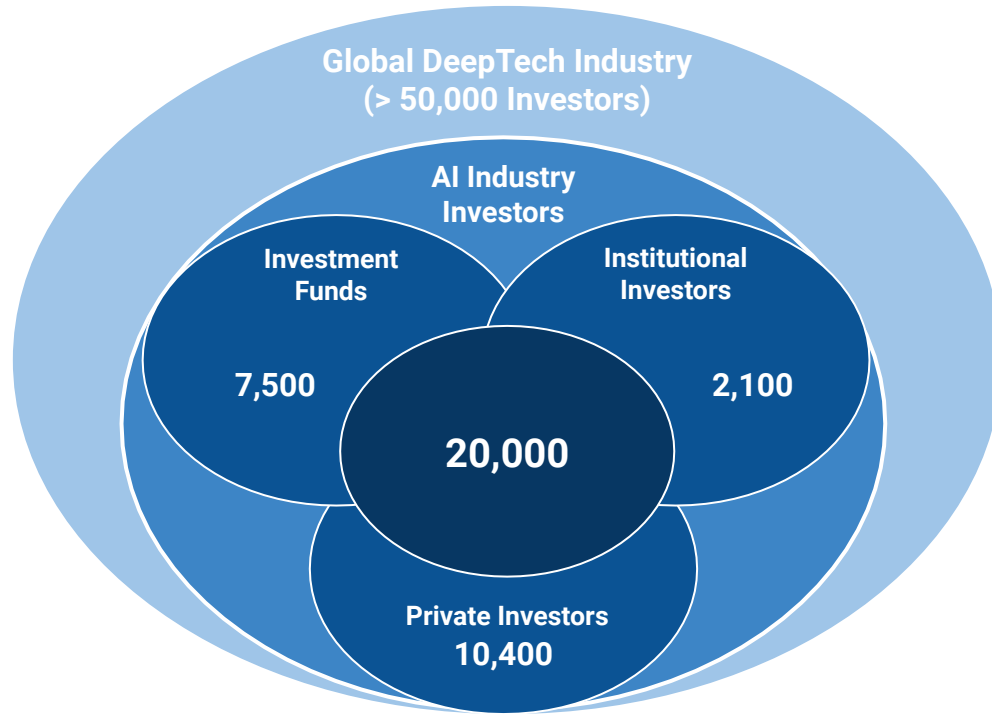 Global DeepTech Industry
(> 50,000 Investors)
AI Industry
Investors
Investment
Funds
7,500
Institutional
Investors
2,100
20,000
Private Investors
10,400